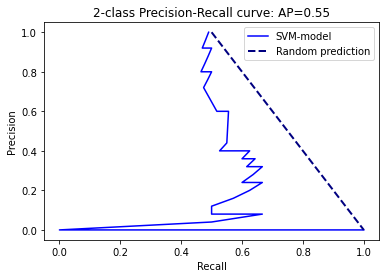 2-class Precision-Recall curve: AP=0.55
SVM-model
Random prediction
Precision
1.0
0.8
0.6
0.4
0.2
0.0
0.0 0.2 0.4 0.6 0.8 1.0
Recall